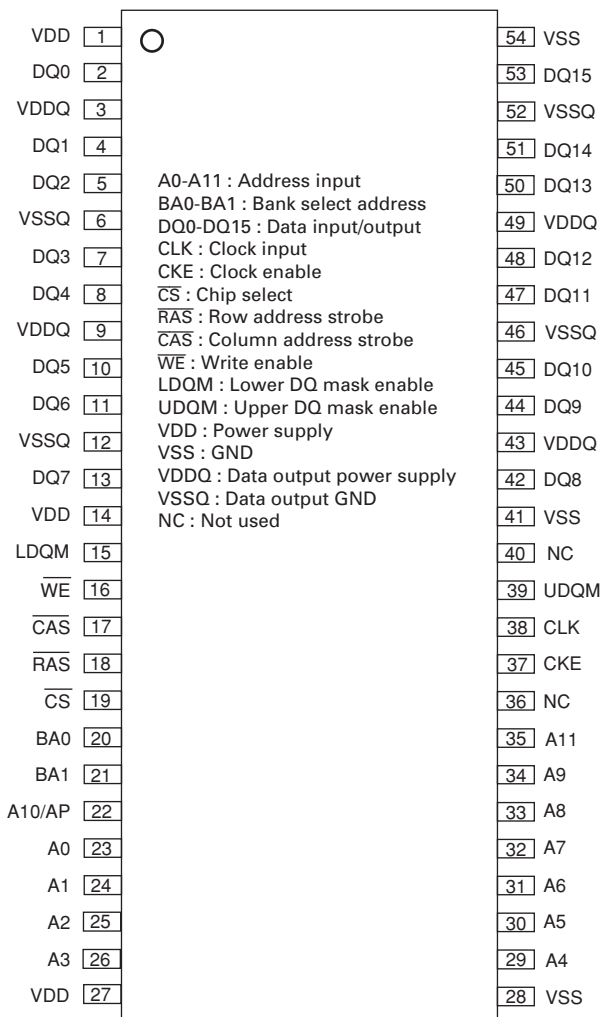 VDD 1
DQ0 2
VDDQ 3
DQ1 4
DQ2 5
VSSQ 6
DQ3 7
DQ4 8
VDDQ 9
DQ5 10
DQ6 11
VSSQ 12
DQ7 13
VDD 14
LDQM 15
W̅E̅ 16
C̅A̅S̅ 17
R̅A̅S̅ 18
C̅S̅ 19
BA0 20
BA1 21
A10/AP 22
A0 23
A1 24
A2 25
A3 26
VDD 27
A0-A11 : Address input
BA0-BA1 : Bank select address
DQ0-DQ15 : Data input/output
CLK : Clock input
CKE : Clock enable
C̅S̅ : Chip select
R̅A̅S̅ : Row address strobe
C̅A̅S̅ : Column address strobe
W̅E̅ : Write enable
LDQM : Lower DQ mask enable
UDQM : Upper DQ mask enable
VDD : Power supply
VSS : GND
VDDQ : Data output power supply
VSSQ : Data output GND
NC : Not used
54 VSS
53 DQ15
52 VSSQ
51 DQ14
50 DQ13
49 VDDQ
48 DQ12
47 DQ11
46 VSSQ
45 DQ10
44 DQ9
43 VDDQ
42 DQ8
41 VSS
40 NC
39 UDQM
38 CLK
37 CKE
36 NC
35 A11
34 A9
33 A8
32 A7
31 A6
30 A5
29 A4
28 VSS